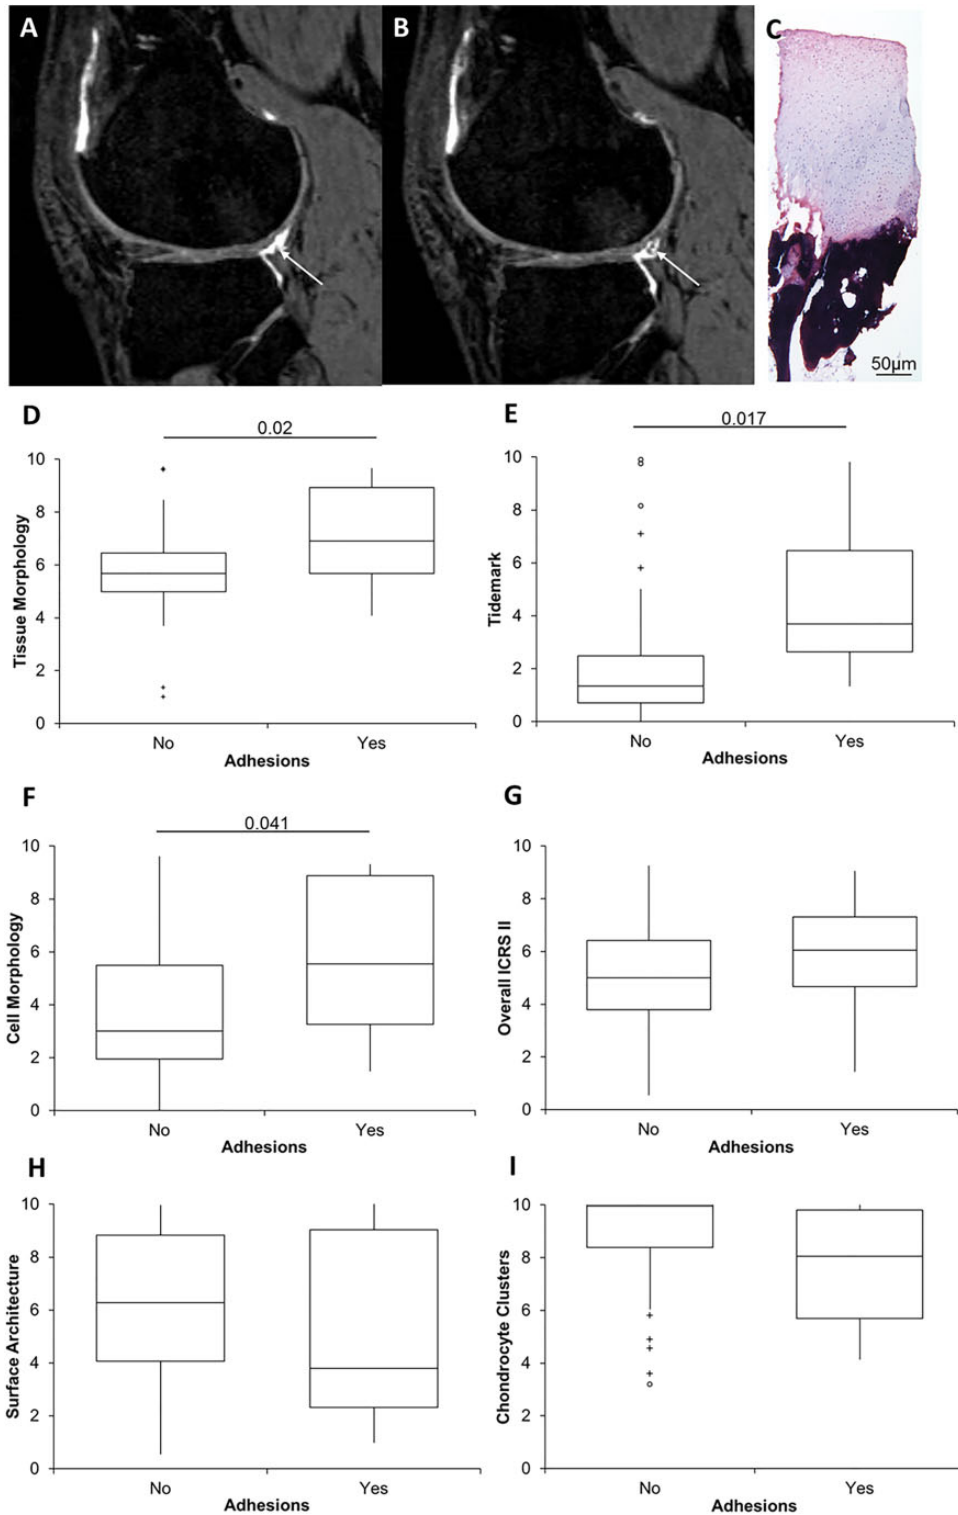 A
B
C
50µm
D
0.02
10
8
6
4
2
0
Tissue Morphology
No
Yes
Adhesions
E
0.017
10
8
6
4
2
0
Tidemark
No
Yes
Adhesions
F
0.041
10
8
6
4
2
0
Cell Morphology
No
Yes
Adhesions
G
10
8
6
4
2
0
Overall ICRS II
No
Yes
Adhesions
H
10
8
6
4
2
0
Surface Architecture
No
Yes
Adhesions
I
10
8
6
4
2
0
Chondrocyte Clusters
No
Yes
Adhesions